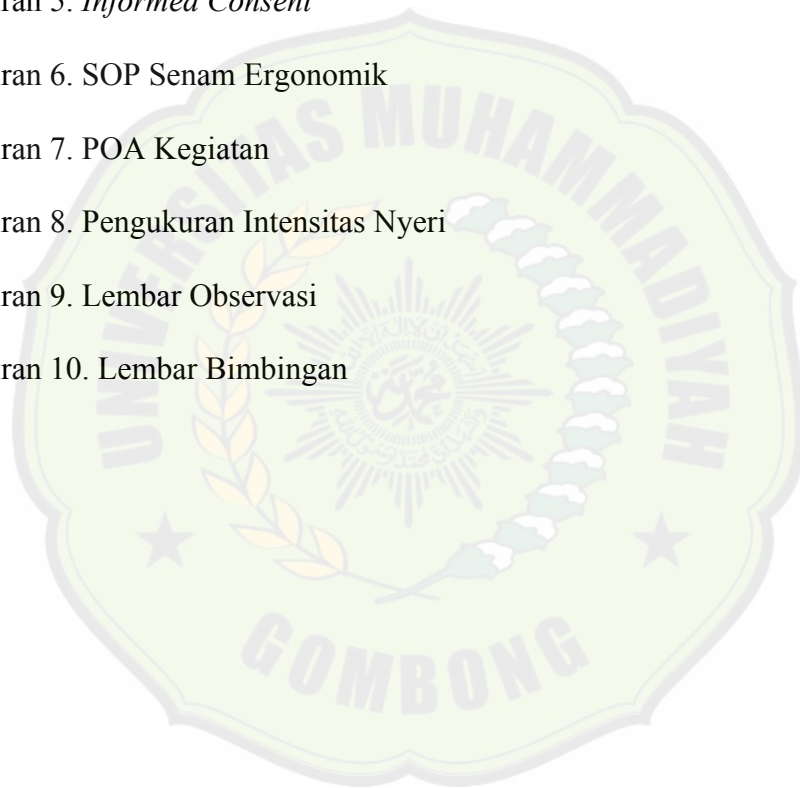 ran 5. Informed Consent
ran 6. SOP Senam Ergonomik
ran 7. POA Kegiatan
ran 8. Pengukuran Intensitas Nyeri
ran 9. Lembar Observasi
ran 10. Lembar Bimbingan
UNIVERSITAS MUHAMMADIYAH
GOMBONG